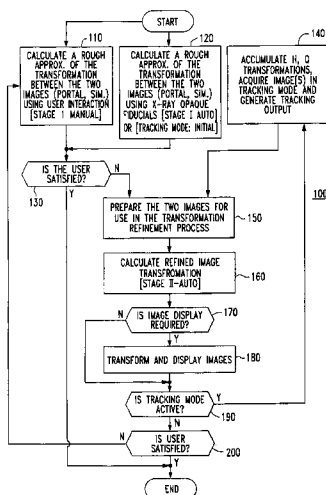 START
110
CALCULATE A ROUGH
APPROX. OF THE
TRANSFORMATION
BETWEEN THE TWO
IMAGES (PORTAL, SIM.)
USING USER INTERACTION
[STAGE I MANUAL]
120
CALCULATE A ROUGH
APPROX. OF THE
TRANSFORMATION
BETWEEN THE TWO
IMAGES (PORTAL, SIM.)
USING X-RAY OPAQUE
FIDUCIALS [STAGE I AUTO]
OR [TRACKING MODE: INITIAL]
140
ACCUMULATE H, Q
TRANSFORMATIONS,
ACQUIRE IMAGE(S) IN
TRACKING MODE AND
GENERATE TRACKING
OUTPUT
IS THE USER
SATISFIED?
N
130
Y
100
PREPARE THE TWO IMAGES FOR
USE IN THE TRANSFORMATION
REFINEMENT PROCESS
150
CALCULATE REFINED IMAGE
TRANSFROMATION
[STAGE II-AUTO]
160
N
IS IMAGE DISPLAY
REQUIRED?
170
Y
TRANSFORM AND DISPLAY IMAGES
180
IS TRACKING MODE
ACTIVE?
Y
190
N
N
IS USER
SATISFIED?
200
Y
END